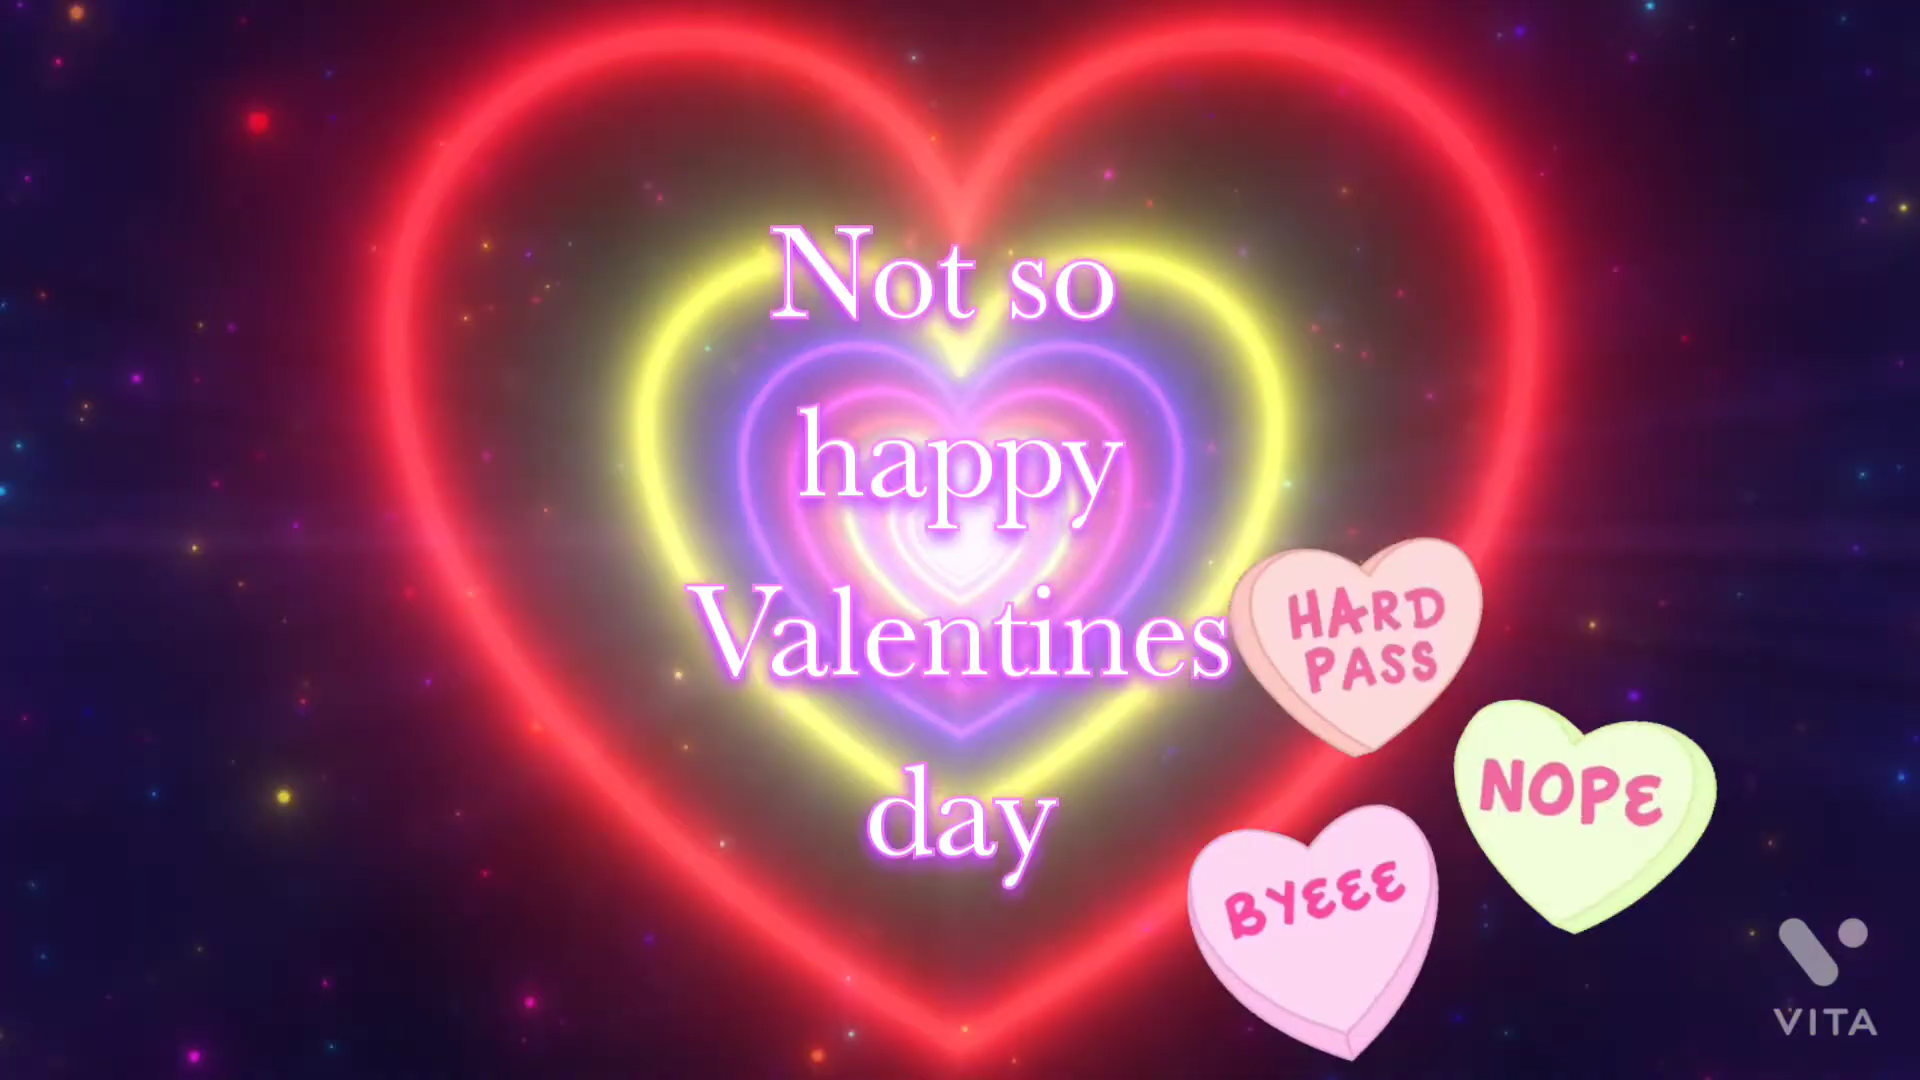 Not so
happy
Valentines
day
HARD
PASS
NOPE
BYEEE
VITA